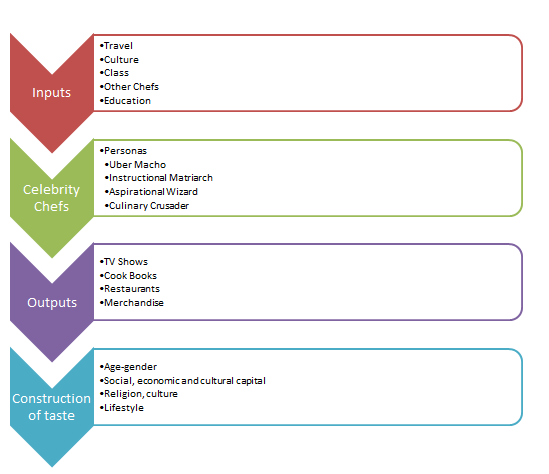 Inputs
•Travel
•Culture
•Class
•Other Chefs
•Education
Celebrity
Chefs
•Personas
•Uber Macho
•Instructional Matriarch
•Aspirational Wizard
•Culinary Crusader
Outputs
•TV Shows
•Cook Books
•Restaurants
•Merchandise
Construction
of taste
•Age-gender
•Social, economic and cultural capital
•Religion, culture
•Lifestyle